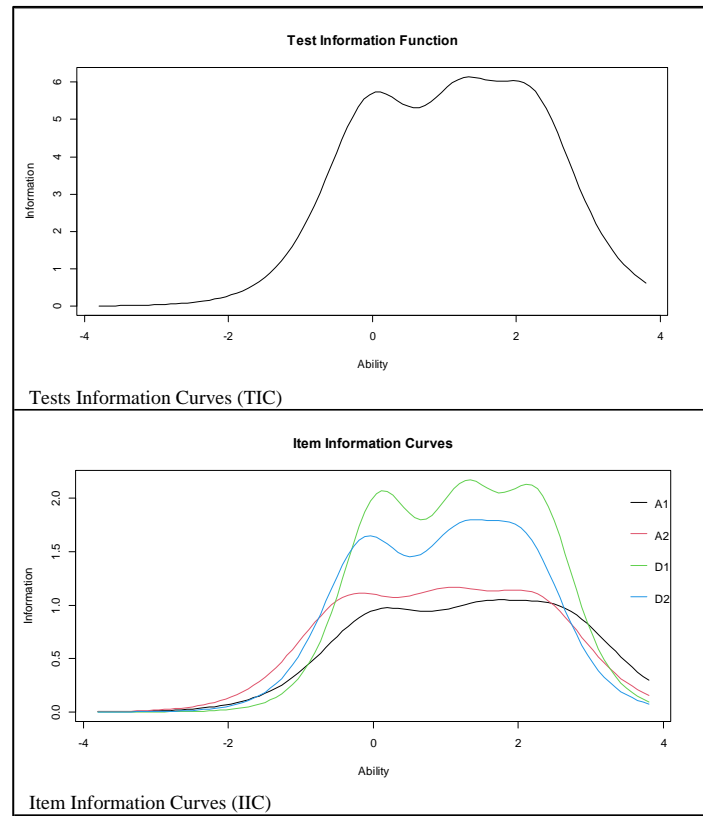 Test Information Function
6
5
4
3
2
1
0
Information
-4 -2 0 2 4
Ability
Tests Information Curves (TIC)
Item Information Curves
2.0
1.5
1.0
0.5
0.0
Information
A1
A2
D1
D2
-4 -2 0 2 4
Ability
Item Information Curves (IIC)